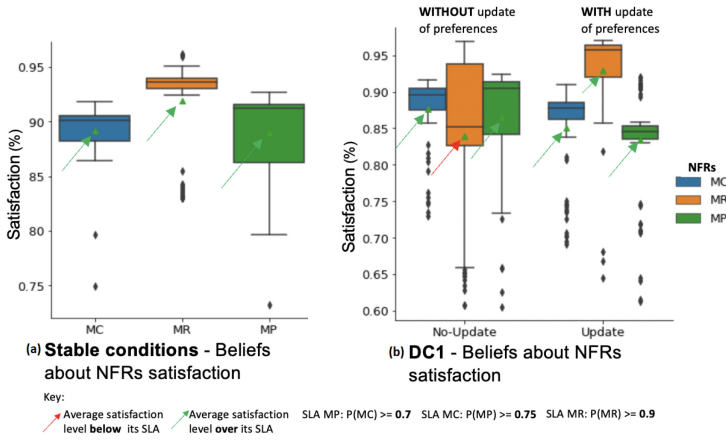 WITHOUT update
of preferences
WITH update
of preferences
0.95
90
85
80
0.75
Satisfaction (%)
MC
MR
MP
0.95
0.90
0.85
0.80
0.75
0.70
0.65
0.60
Satisfaction (%)
No-Update
Update
NFRs
MC
MR
MP
(a) Stable conditions - Beliefs
about NFRs satisfaction
(b) DC1 - Beliefs about NFRs
satisfaction
Key:
Average satisfaction
level below its SLA
Average satisfaction
level over its SLA
SLA MP: P(MC) >= 0.7
SLA MC: P(MP) >= 0.75
SLA MR: P(MR) >= 0.9